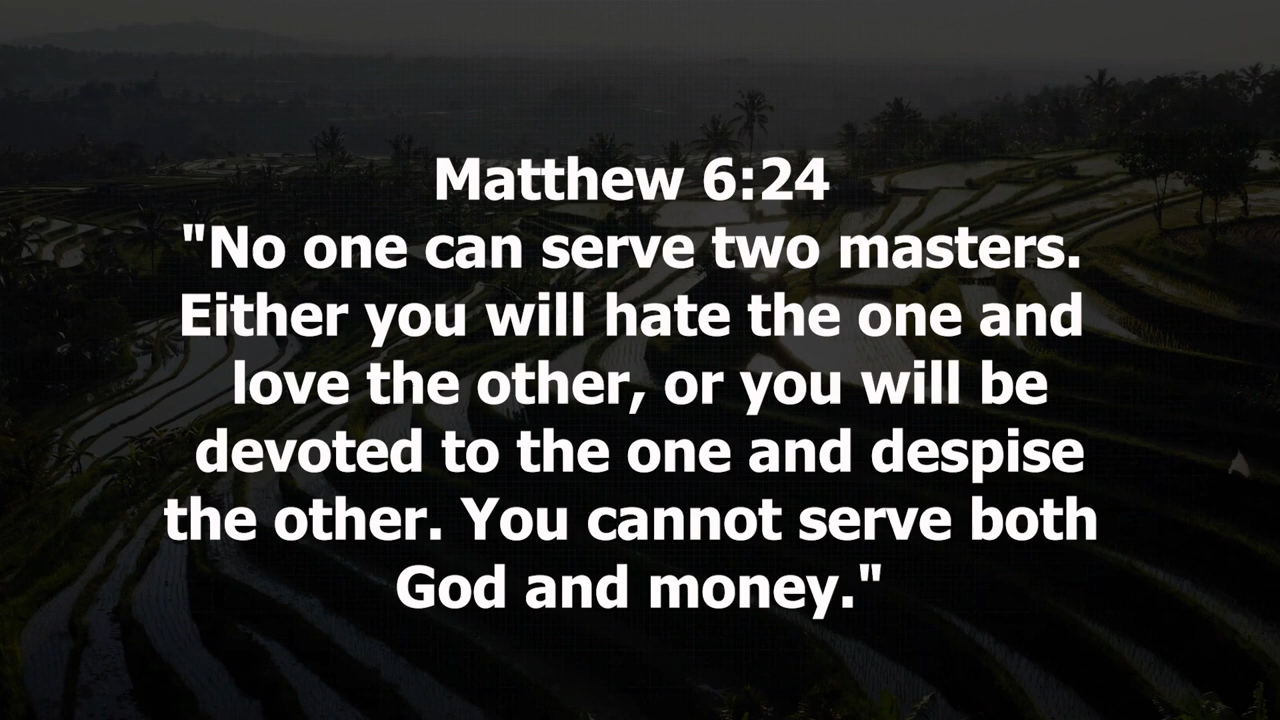 Matthew 6:24
"No one can serve two masters.
Either you will hate the one and
love the other, or you will be
devoted to the one and despise
the other. You cannot serve both
God and money."